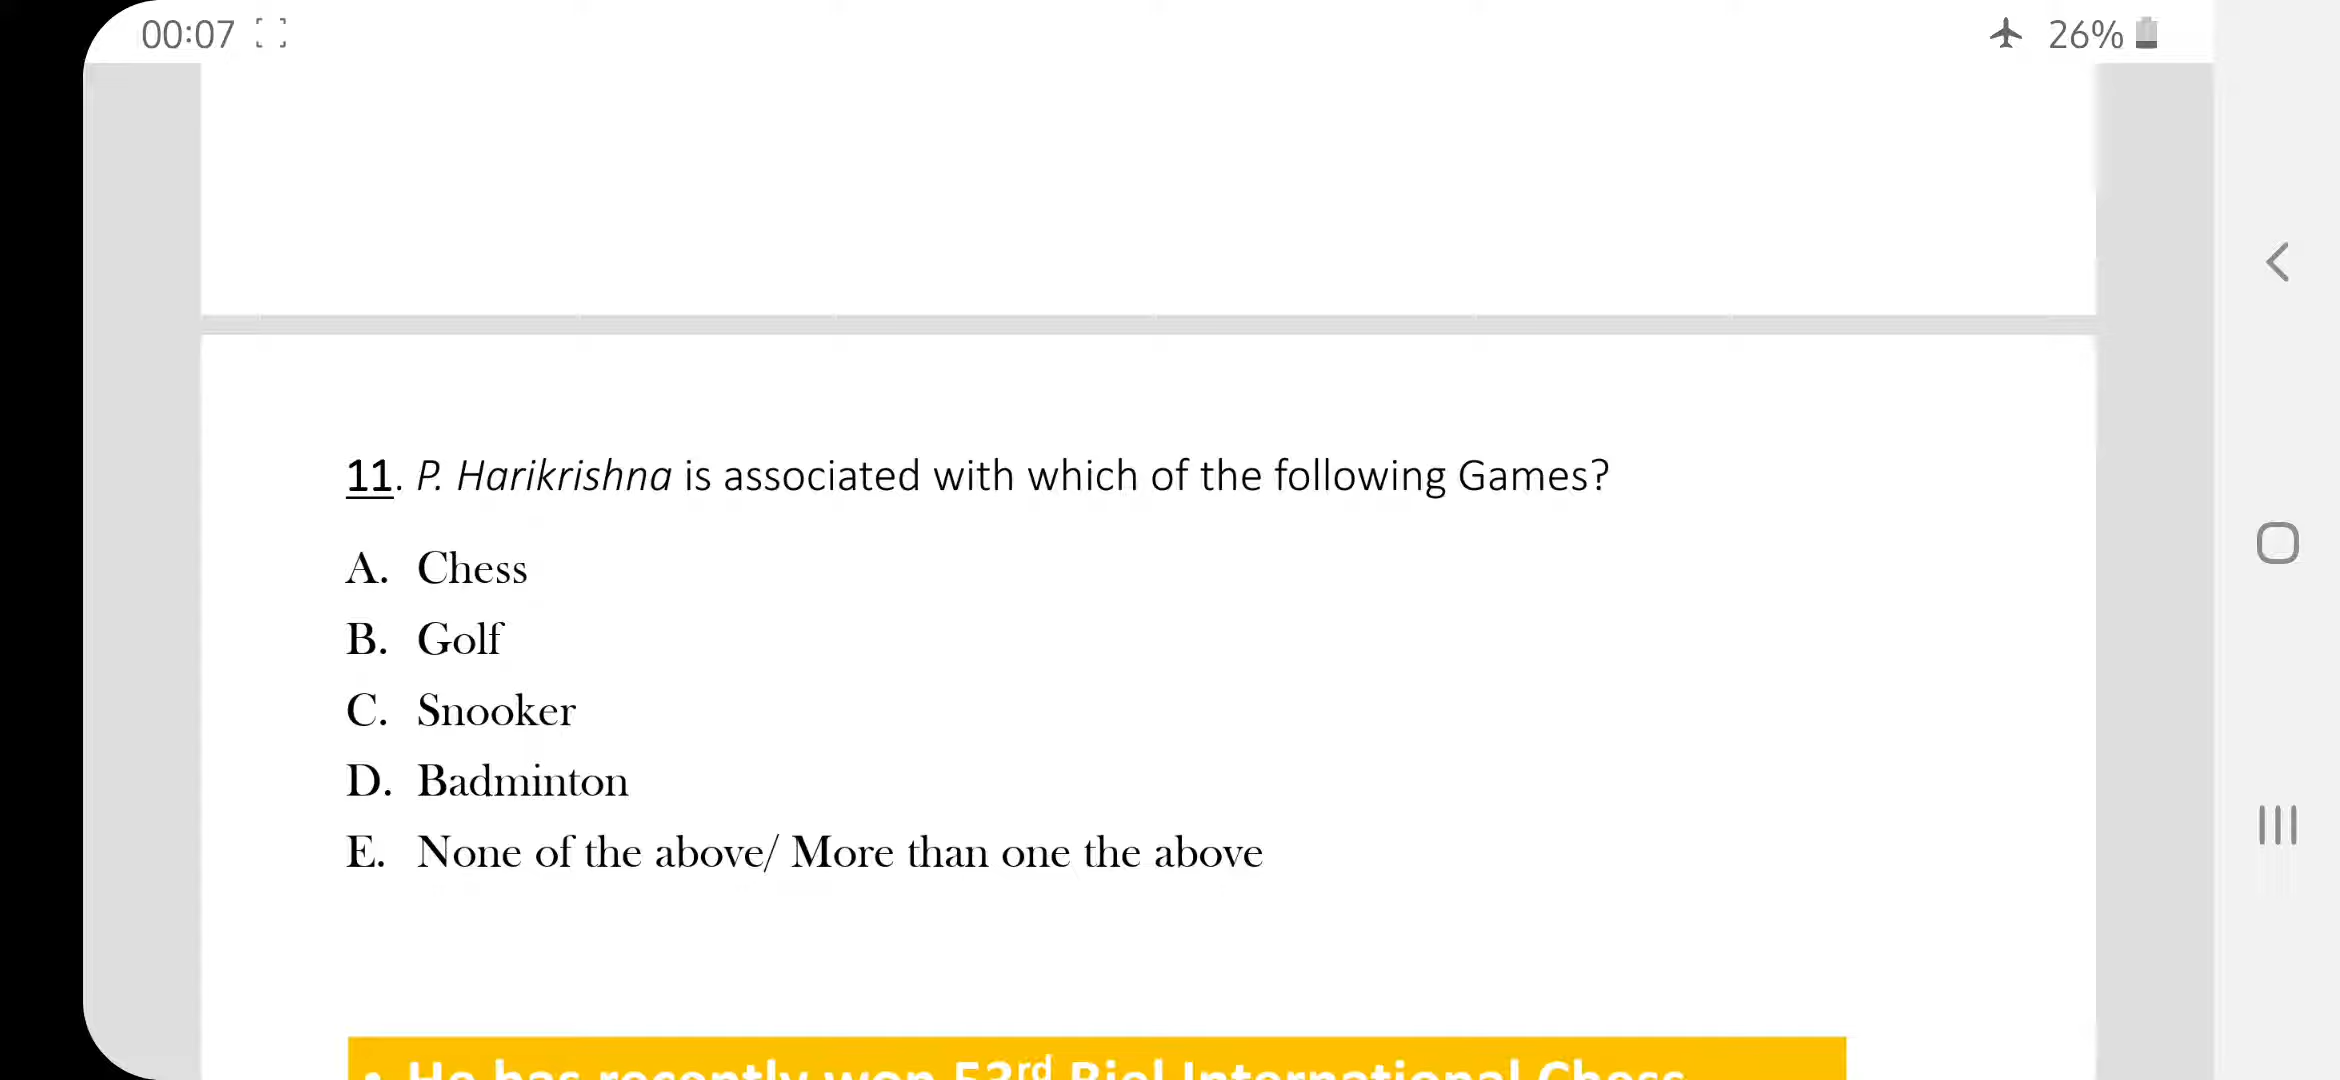 00:07
26%
11. P. Harikrishna is associated with which of the following Games?
A. Chess
B. Golf
C. Snooker
D. Badminton
E. None of the above/ More than one the above
• He has recently won 53rd Biel International Chess